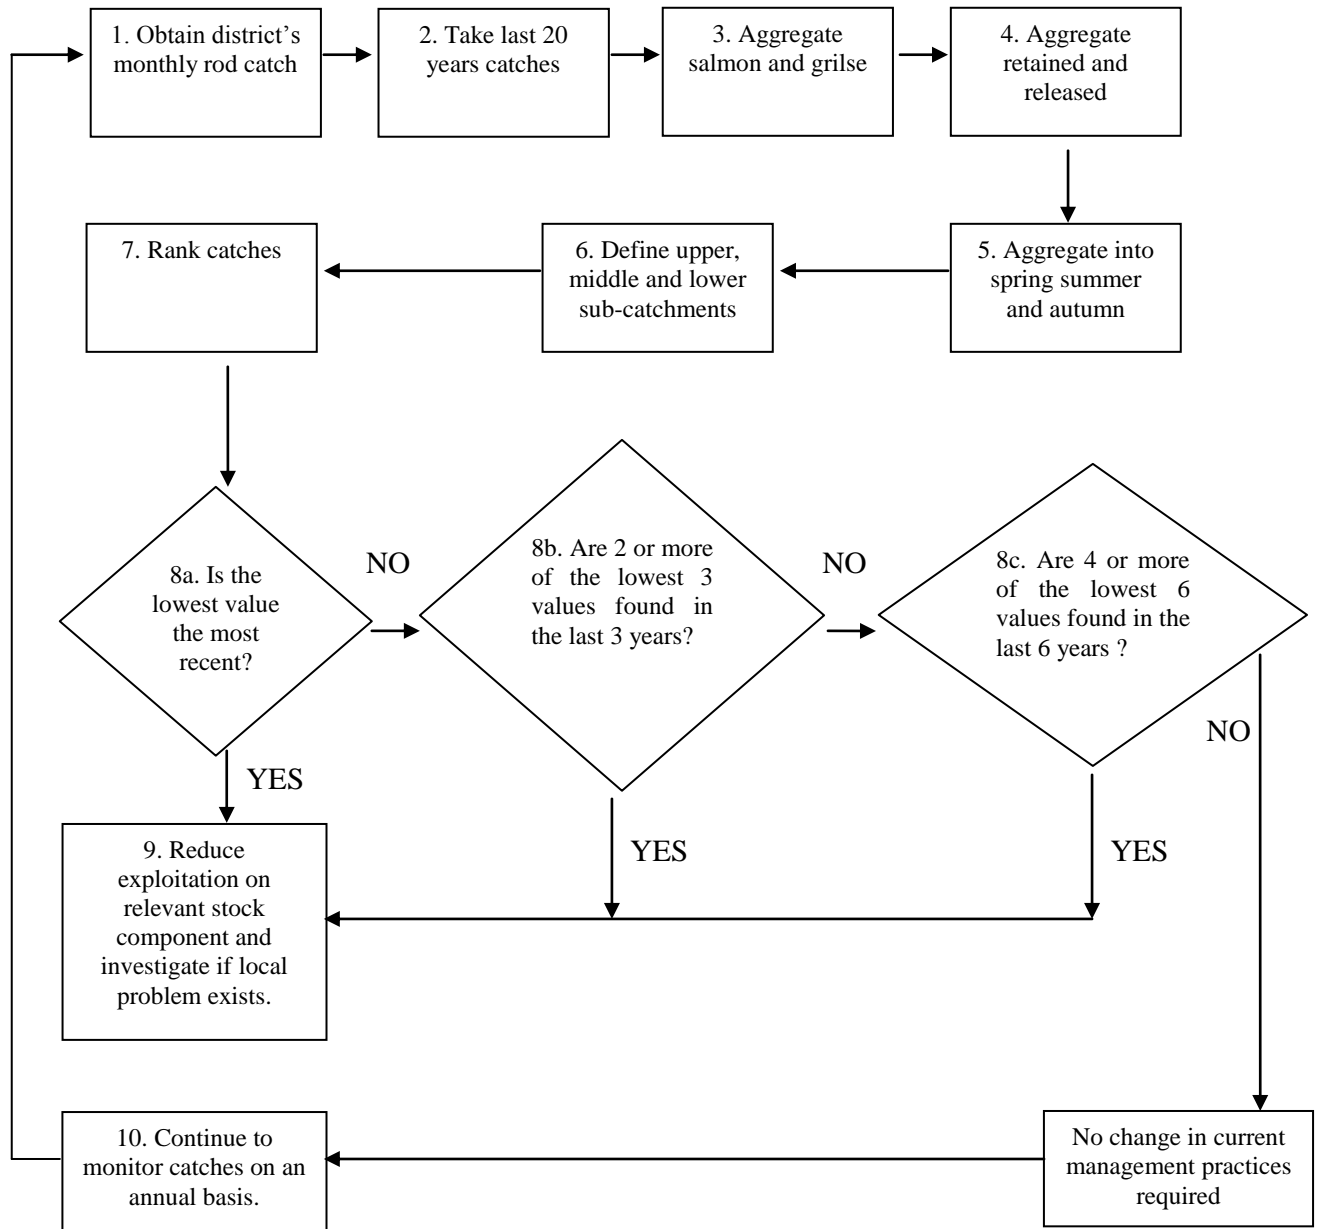 1. Obtain district's
monthly rod catch
2. Take last 20
years catches
3. Aggregate
salmon and grilse
4. Aggregate
retained and
released
7. Rank catches
6. Define upper,
middle and lower
sub-catchments
5. Aggregate into
spring summer
and autumn
8a. Is the
lowest value
the most
recent?
NO
8b. Are 2 or more
of the lowest 3
values found in
the last 3 years?
NO
8c. Are 4 or more
of the lowest 6
values found in the
last 6 years ?
NO
YES
YES
YES
9. Reduce
exploitation on
relevant stock
component and
investigate if local
problem exists.
10. Continue to
monitor catches on an
annual basis.
No change in current
management practices
required